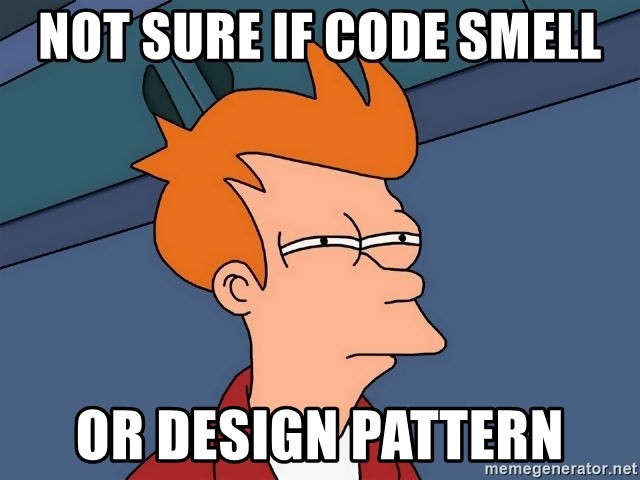 NOT SURE IF CODE SMELL
OR DESIGN PATTERN
memegenerator.net